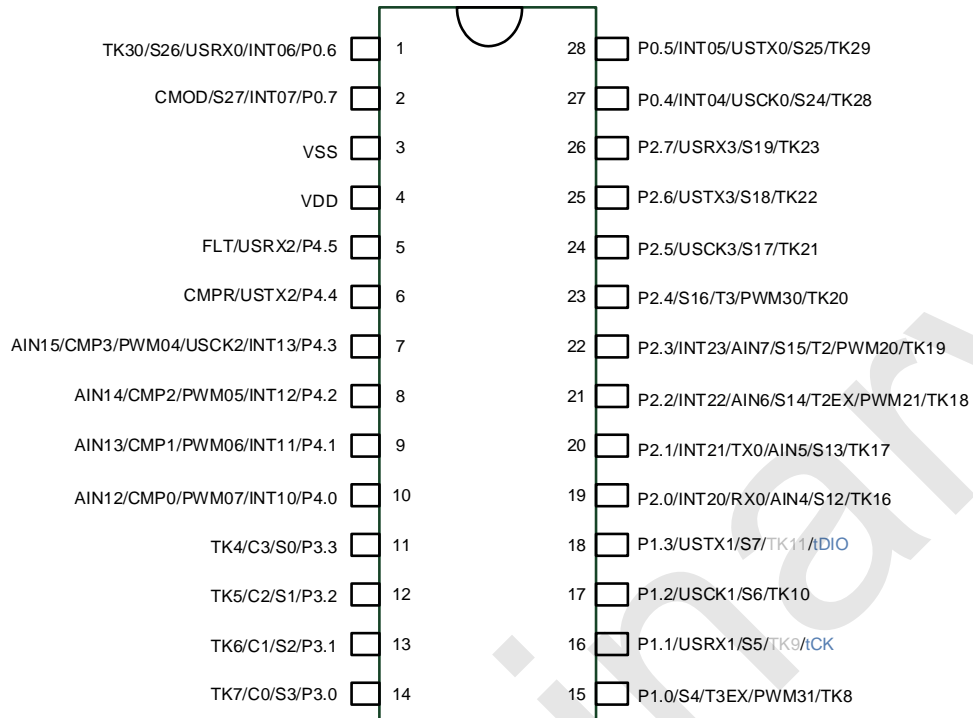 TK30/S26/USRX0/INT06/P0.6 1 28 P0.5/INT05/USTX0/S25/TK29
CMOD/S27/INT07/P0.7 2 27 P0.4/INT04/USCK0/S24/TK28
VSS 3 26 P2.7/USRX3/S19/TK23
VDD 4 25 P2.6/USTX3/S18/TK22
FLT/USRX2/P4.5 5 24 P2.5/USCK3/S17/TK21
CMPR/USTX2/P4.4 6 23 P2.4/S16/T3/PWM30/TK20
AIN15/CMP3/PWM04/USCK2/INT13/P4.3 7 22 P2.3/INT23/AIN7/S15/T2/PWM20/TK19
AIN14/CMP2/PWM05/INT12/P4.2 8 21 P2.2/INT22/AIN6/S14/T2EX/PWM21/TK18
AIN13/CMP1/PWM06/INT11/P4.1 9 20 P2.1/INT21/TX0/AIN5/S13/TK17
AIN12/CMP0/PWM07/INT10/P4.0 10 19 P2.0/INT20/RX0/AIN4/S12/TK16
TK4/C3/S0/P3.3 11 18 P1.3/USTX1/S7/TK11/tDIO
TK5/C2/S1/P3.2 12 17 P1.2/USCK1/S6/TK10
TK6/C1/S2/P3.1 13 16 P1.1/USRX1/S5/TK9/tCK
TK7/C0/S3/P3.0 14 15 P1.0/S4/T3EX/PWM31/TK8